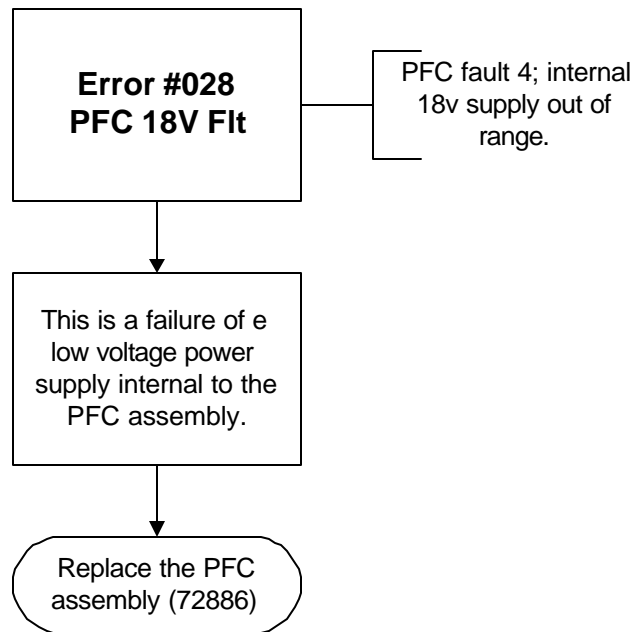 Error #028
PFC 18V Flt
PFC fault 4; internal
18v supply out of
range.
This is a failure of e
low voltage power
supply internal to the
PFC assembly.
Replace the PFC
assembly (72886)